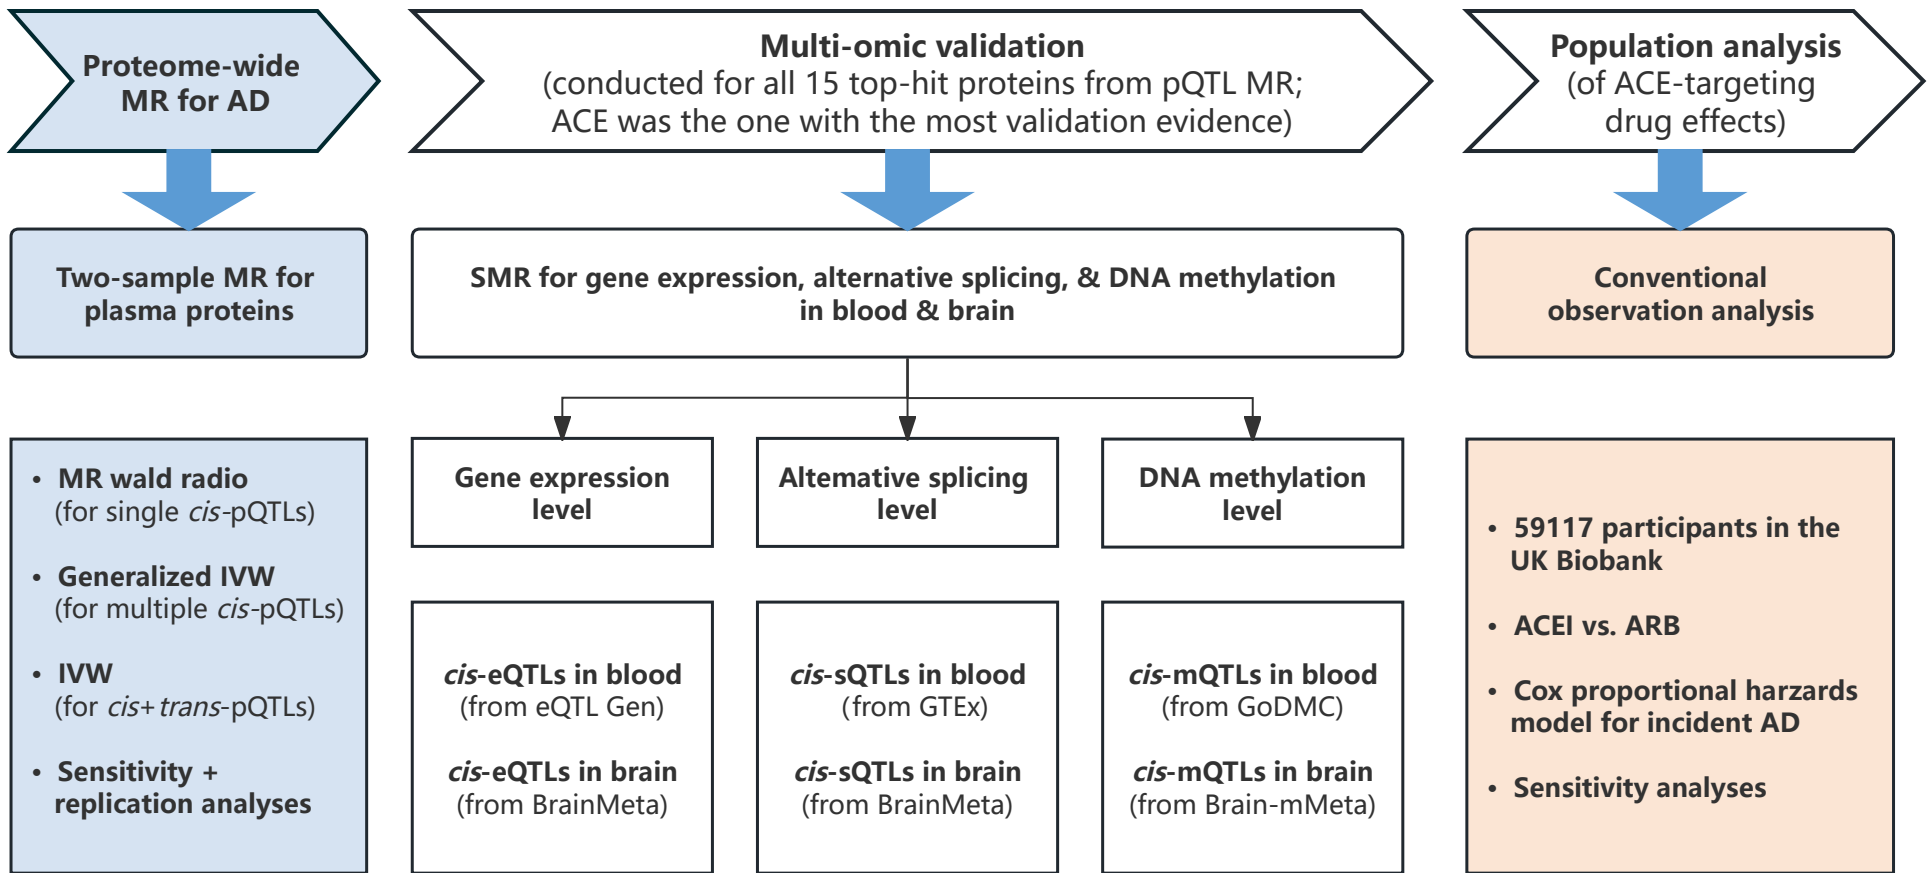 Proteome-wide
MR for AD
Multi-omic validation
(conducted for all 15 top-hit proteins from pQTL MR;
ACE was the one with the most validation evidence)
Population analysis
(of ACE-targeting
drug effects)
Two-sample MR for
plasma proteins
SMR for gene expression, alternative splicing, & DNA methylation
in blood & brain
Conventional
observation analysis
• MR wald radio
(for single cis-pQTLs)
• Generalized IVW
(for multiple cis-pQTLs)
• IVW
(for cis+trans-pQTLs)
• Sensitivity +
replication analyses
Gene expression
level
Altemative splicing
level
DNA methylation
level
cis-eQTLs in blood
(from eQTL Gen)
cis-eQTLs in brain
(from BrainMeta)
cis-sQTLs in blood
(from GTEx)
cis-sQTLs in brain
(from BrainMeta)
cis-mQTLs in blood
(from GoDMC)
cis-mQTLs in brain
(from Brain-mMeta)
• 59117 participants in the
UK Biobank
• ACEI vs. ARB
• Cox proportional harzards
model for incident AD
• Sensitivity analyses